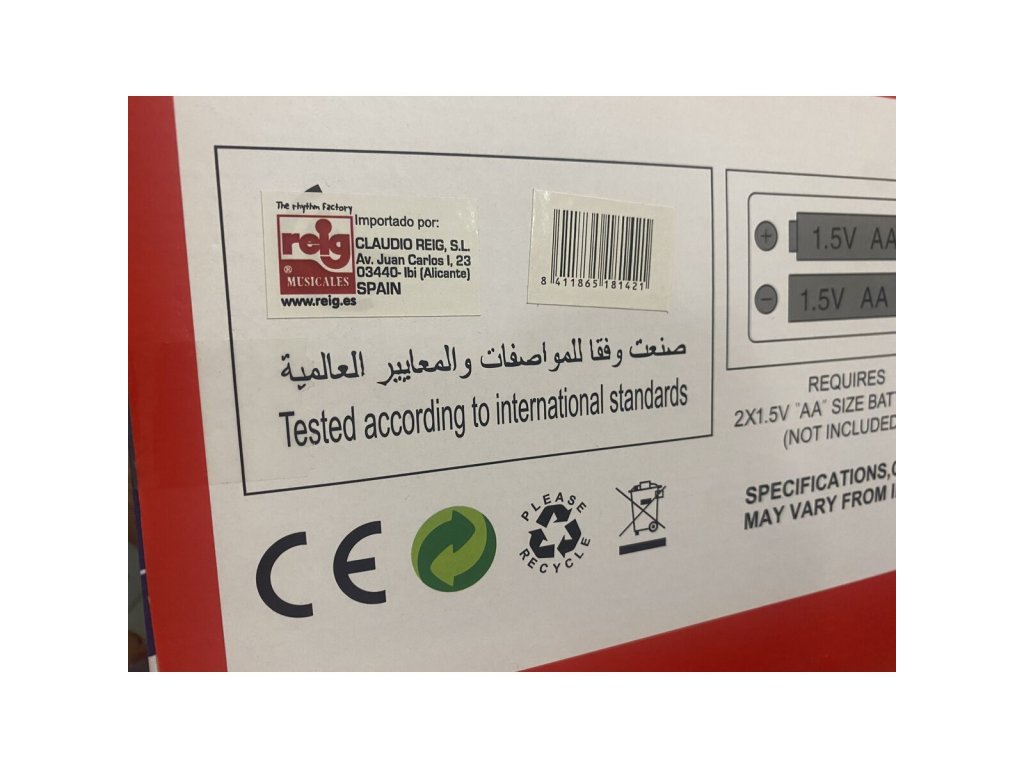 The rhythm Factory
reig
®
MUSICALES
www.reig.es
Importado por:
CLAUDIO REIG, S.L.
Av. Juan Carlos I, 23
03440- Ibi (Alicante)
SPAIN
8 411865 181421
صنعت وفقا للمواصفات والمعايير العالمية
Tested according to international standards
+ 1.5V AA
− 1.5V AA
REQUIRES
2X1.5V "AA" SIZE
(NOT INCLUDED
SPECIFICATIONS,
MAY VARY FROM
CE
PLEASE
RECYCLE